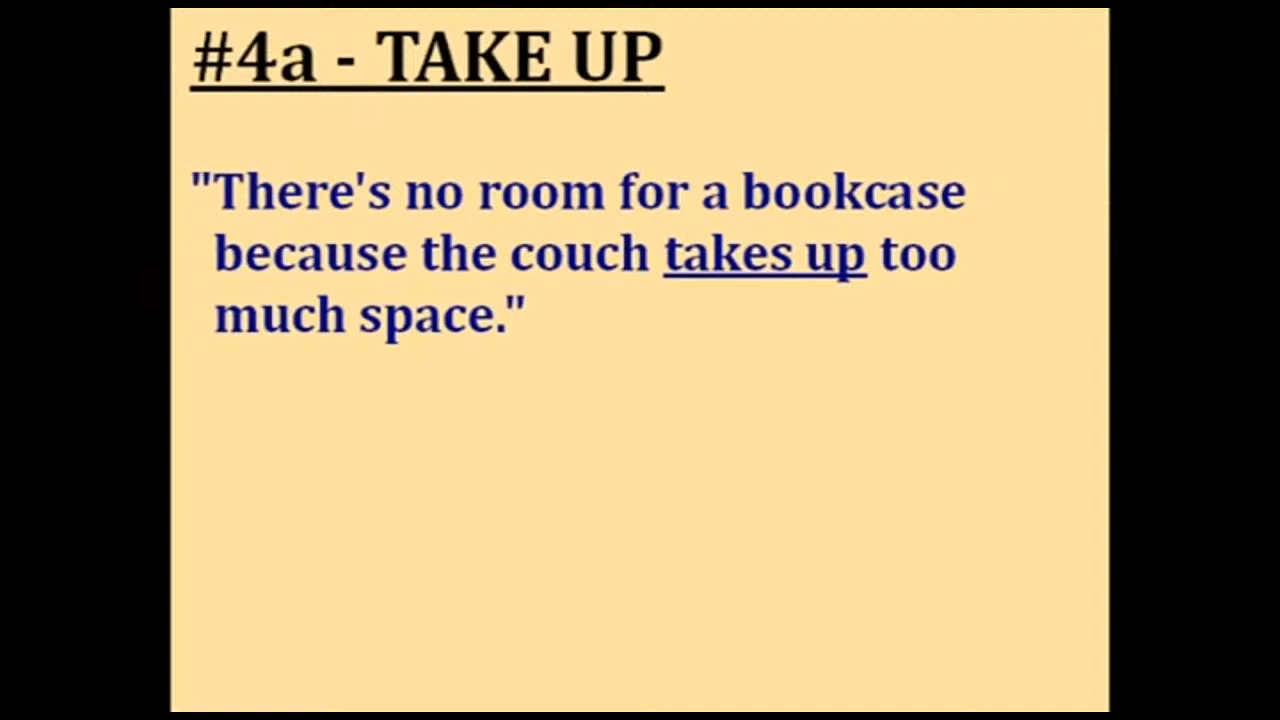 #4a - TAKE UP
"There's no room for a bookcase
because the couch takes up too
much space."